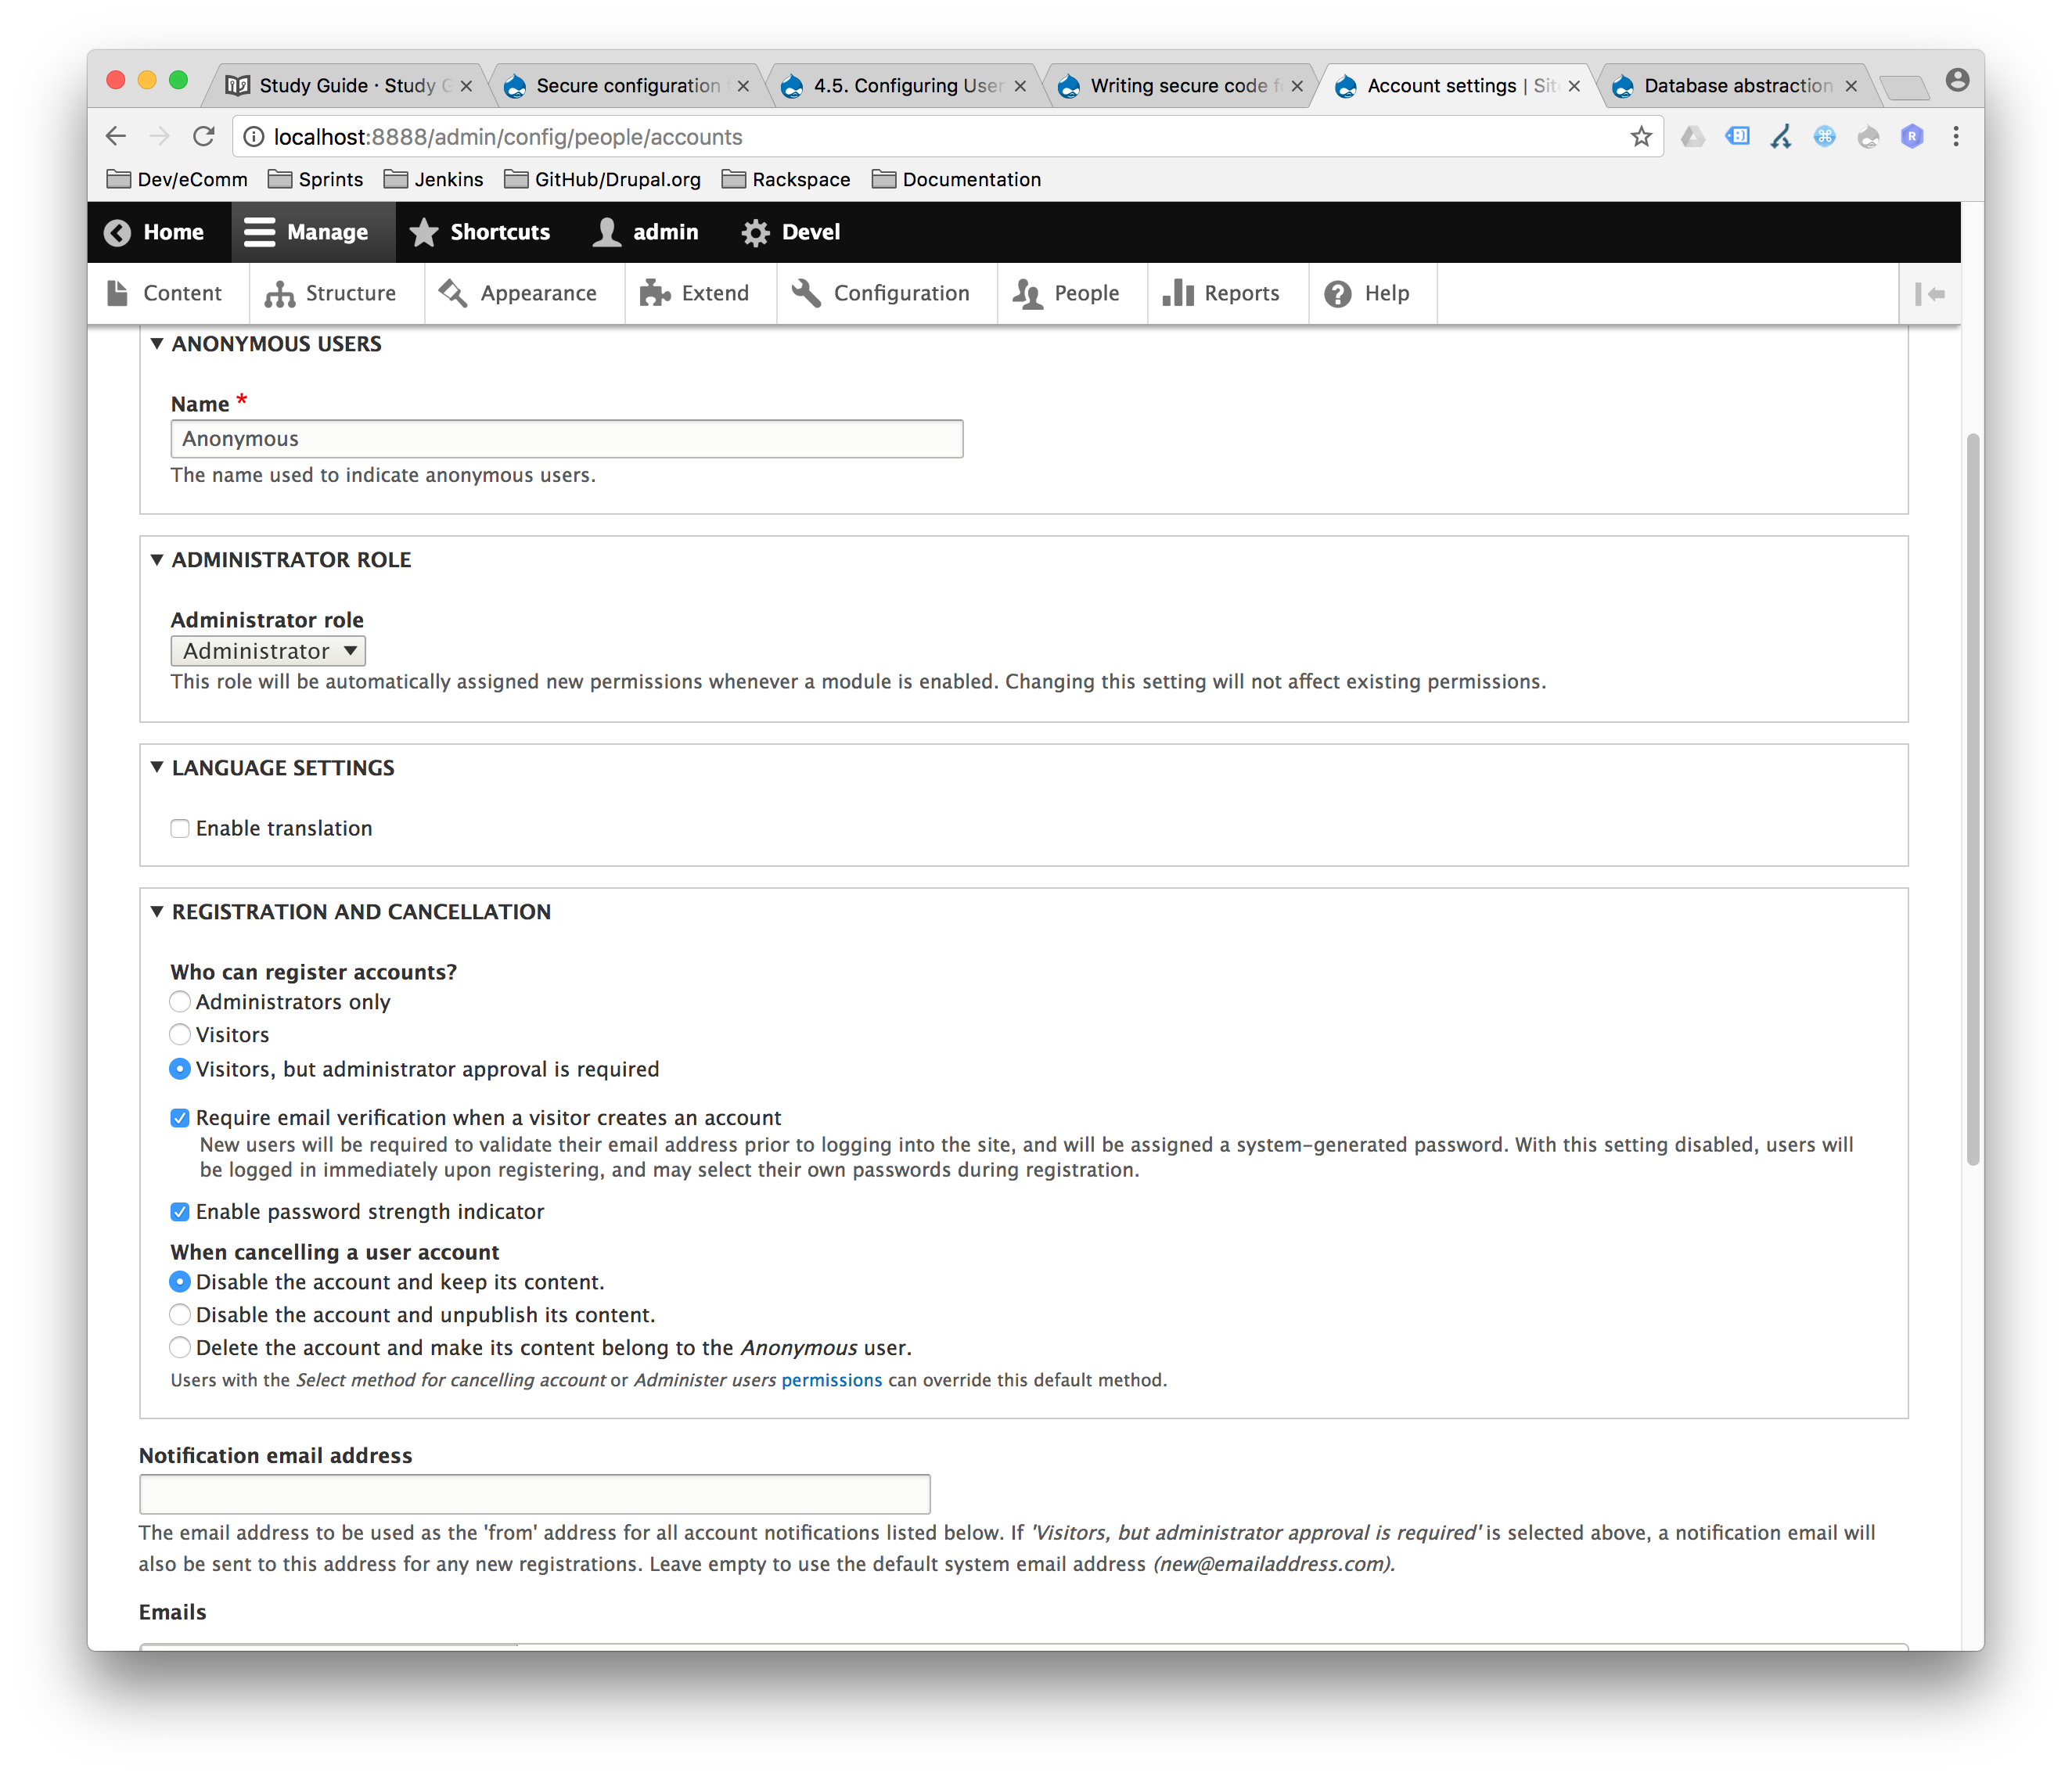 Study Guide · Study G
Secure configuration
4.5. Configuring User
Writing secure code f
Account settings | Sit
Database abstraction
localhost:8888/admin/config/people/accounts
Dev/eComm
Sprints
Jenkins
GitHub/Drupal.org
Rackspace
Documentation
Home
Manage
Shortcuts
admin
Devel
Content
Structure
Appearance
Extend
Configuration
People
Reports
Help
ANONYMOUS USERS
Name *
Anonymous
The name used to indicate anonymous users.
ADMINISTRATOR ROLE
Administrator role
Administrator
This role will be automatically assigned new permissions whenever a module is enabled. Changing this setting will not affect existing permissions.
LANGUAGE SETTINGS
Enable translation
REGISTRATION AND CANCELLATION
Who can register accounts?
Administrators only
Visitors
Visitors, but administrator approval is required
Require email verification when a visitor creates an account
New users will be required to validate their email address prior to logging into the site, and will be assigned a system-generated password. With this setting disabled, users will
be logged in immediately upon registering, and may select their own passwords during registration.
Enable password strength indicator
When cancelling a user account
Disable the account and keep its content.
Disable the account and unpublish its content.
Delete the account and make its content belong to the Anonymous user.
Users with the Select method for cancelling account or Administer users permissions can override this default method.
Notification email address
The email address to be used as the 'from' address for all account notifications listed below. If 'Visitors, but administrator approval is required' is selected above, a notification email will
also be sent to this address for any new registrations. Leave empty to use the default system email address (new@emailaddress.com).
Emails